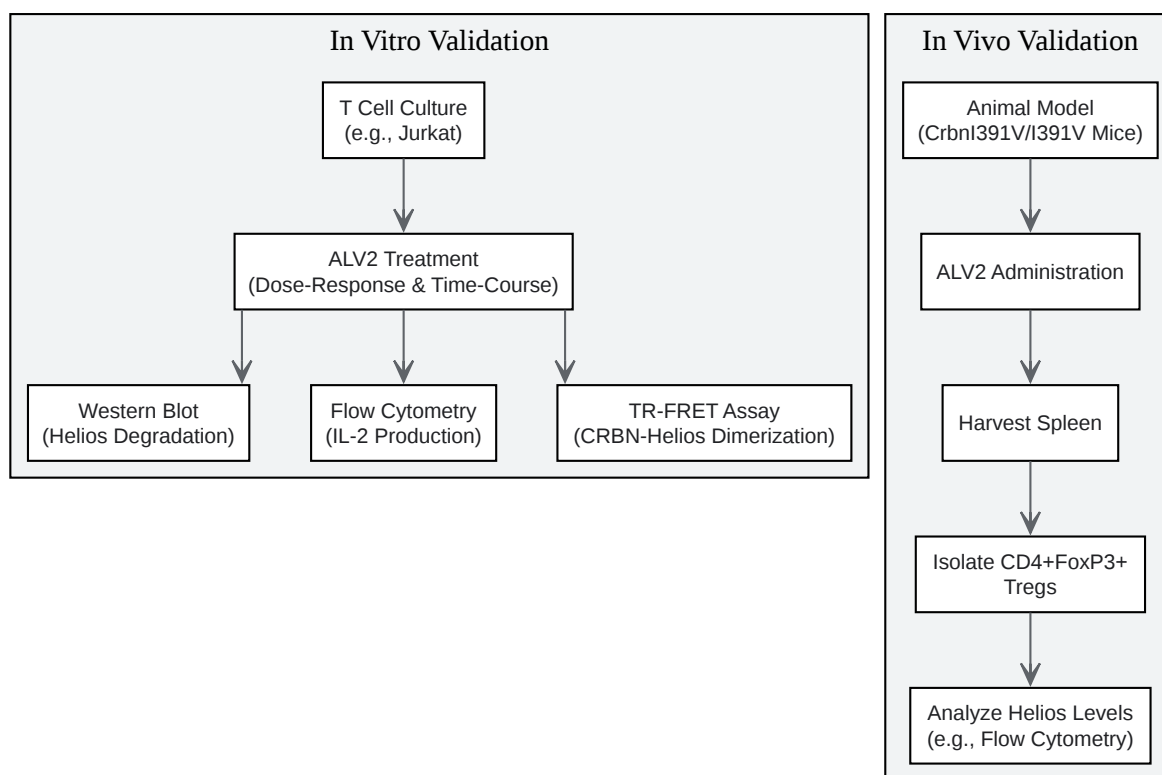 In Vitro Validation
T Cell Culture
(e.g., Jurkat)
ALV2 Treatment
(Dose-Response & Time-Course)
Western Blot
(Helios Degradation)
Flow Cytometry
(IL-2 Production)
TR-FRET Assay
(CRBN-Helios Dimerization)
In Vivo Validation
Animal Model
(CrbnI391V/I391V Mice)
ALV2 Administration
Harvest Spleen
Isolate CD4+FoxP3+
Tregs
Analyze Helios Levels
(e.g., Flow Cytometry)